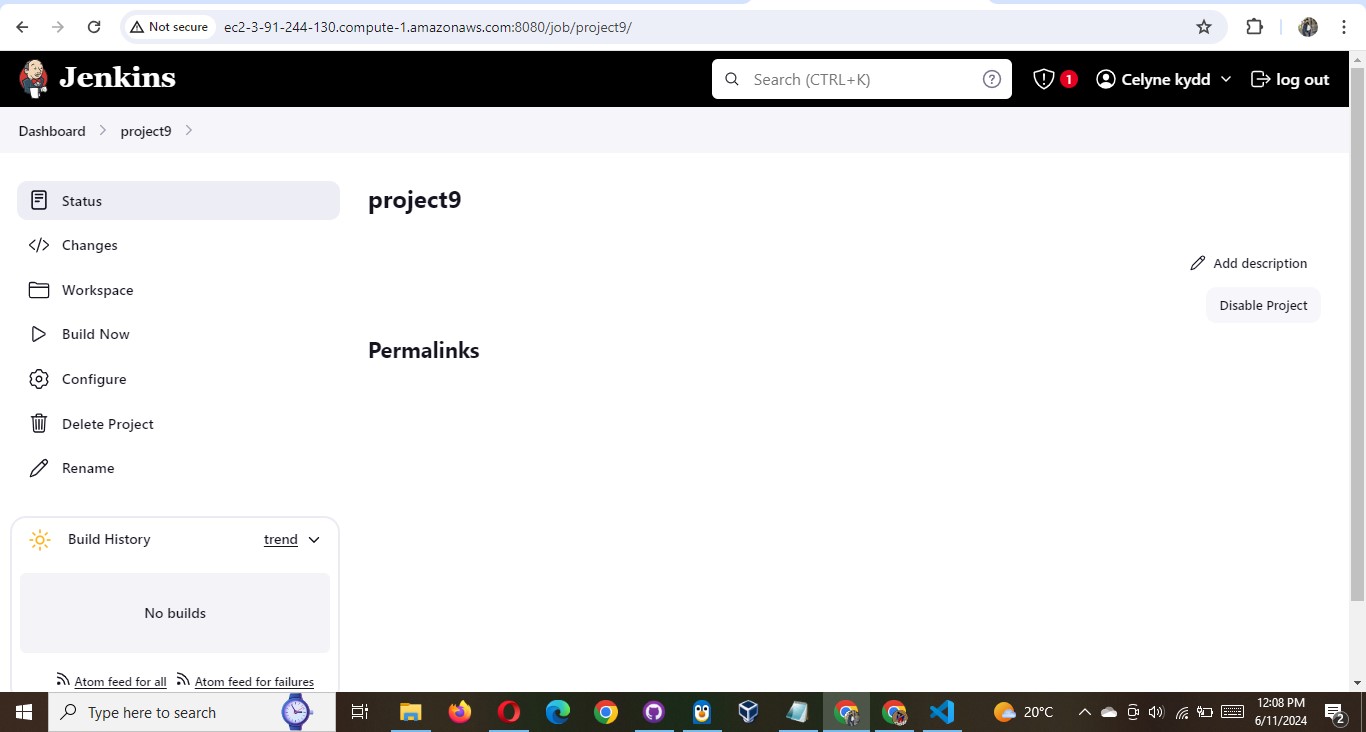 Not secure ec2-3-91-244-130.compute-1.amazonaws.com:8080/job/project9/
Jenkins Search (CTRL+K) ? 1 Celyne kydd log out
Dashboard project9
Status
Changes
Workspace
Build Now
Configure
Delete Project
Rename
project9
Add description
Disable Project
Permalinks
Build History trend
No builds
Atom feed for all Atom feed for failures
Type here to search 20°C 12:08 PM
6/11/2024 2